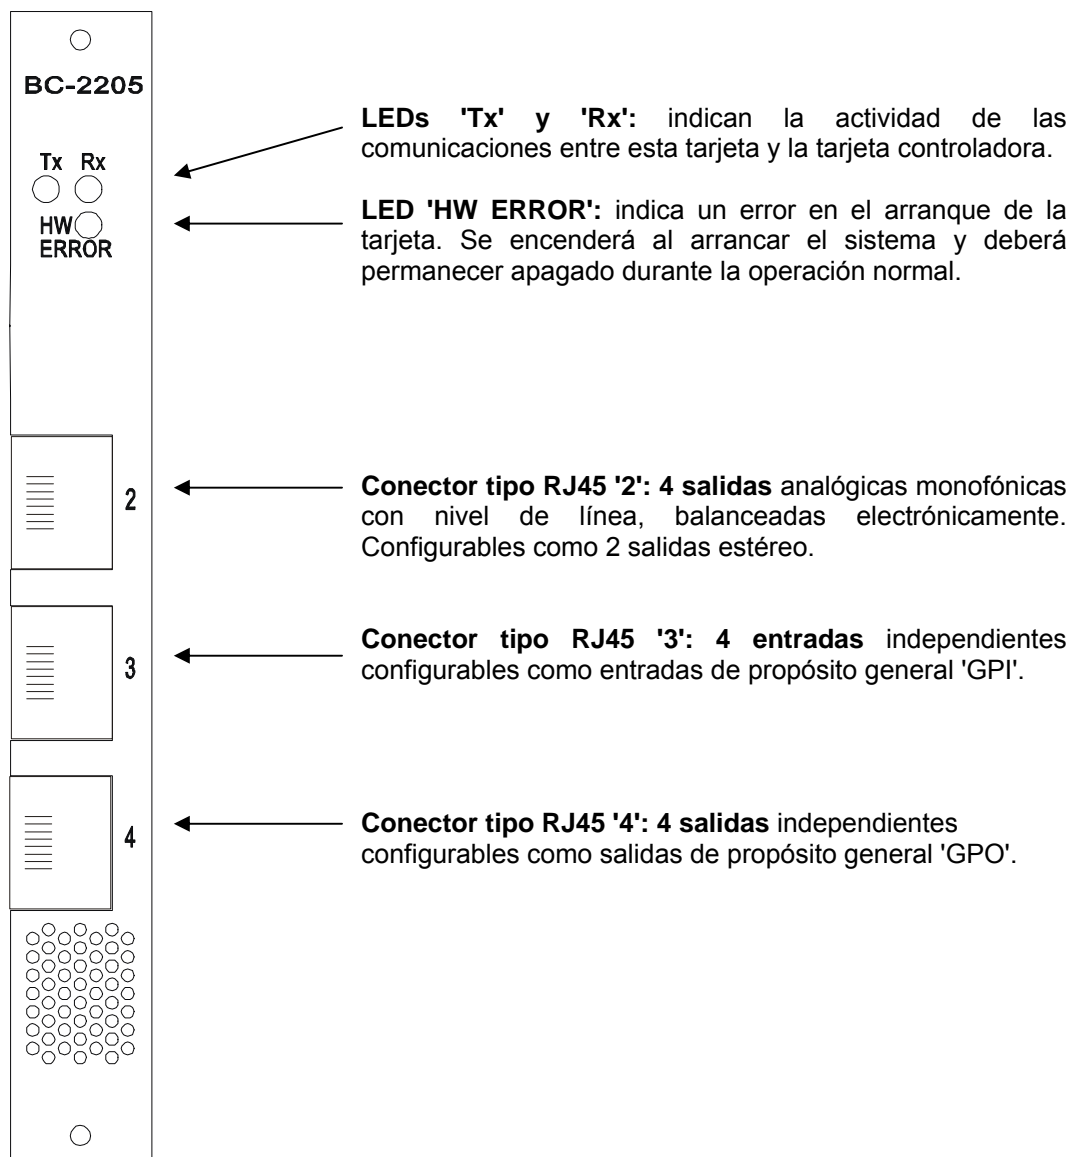 BC-2205
Tx Rx
HW
ERROR
LEDs 'Tx' y 'Rx': indican la actividad de las
comunicaciones entre esta tarjeta y la tarjeta controladora.
LED 'HW ERROR': indica un error en el arranque de la
tarjeta. Se encenderá al arrancar el sistema y deberá
permanecer apagado durante la operación normal.
2
Conector tipo RJ45 '2': 4 salidas analógicas monofónicas
con nivel de línea, balanceadas electrónicamente.
Configurables como 2 salidas estéreo.
3
Conector tipo RJ45 '3': 4 entradas independientes
configurables como entradas de propósito general 'GPI'.
4
Conector tipo RJ45 '4': 4 salidas independientes
configurables como salidas de propósito general 'GPO'.